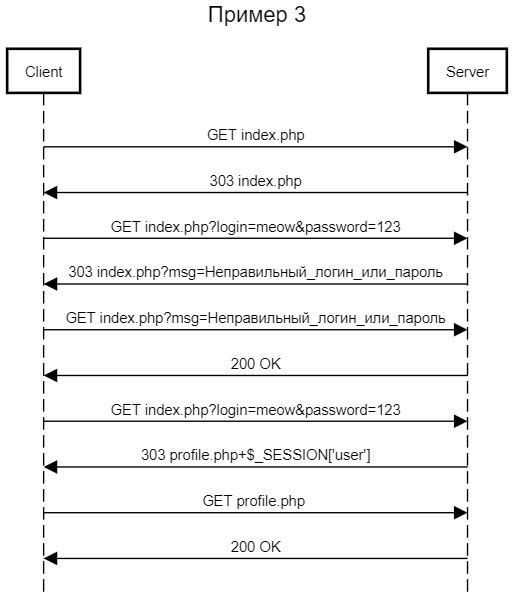 Пример 3
Client
Server
GET index.php
303 index.php
GET index.php?login=meow&password=123
303 index.php?msg=Неправильный_логин_или_пароль
GET index.php?msg=Неправильный_логин_или_пароль
200 OK
GET index.php?login=meow&password=123
303 profile.php+$_SESSION['user']
GET profile.php
200 OK